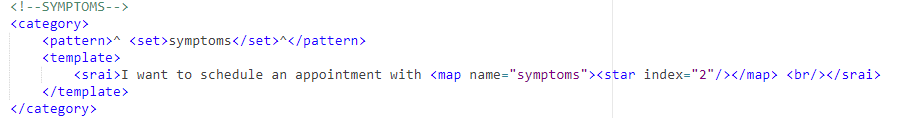 <!--SYMPTOMS-->
<category>
<pattern>^ <set>symptoms</set>^</pattern>
<template>
<srai>I want to schedule an appointment with <map name="symptoms"><star index="2"/></map> <br/></srai>
</template>
</category>